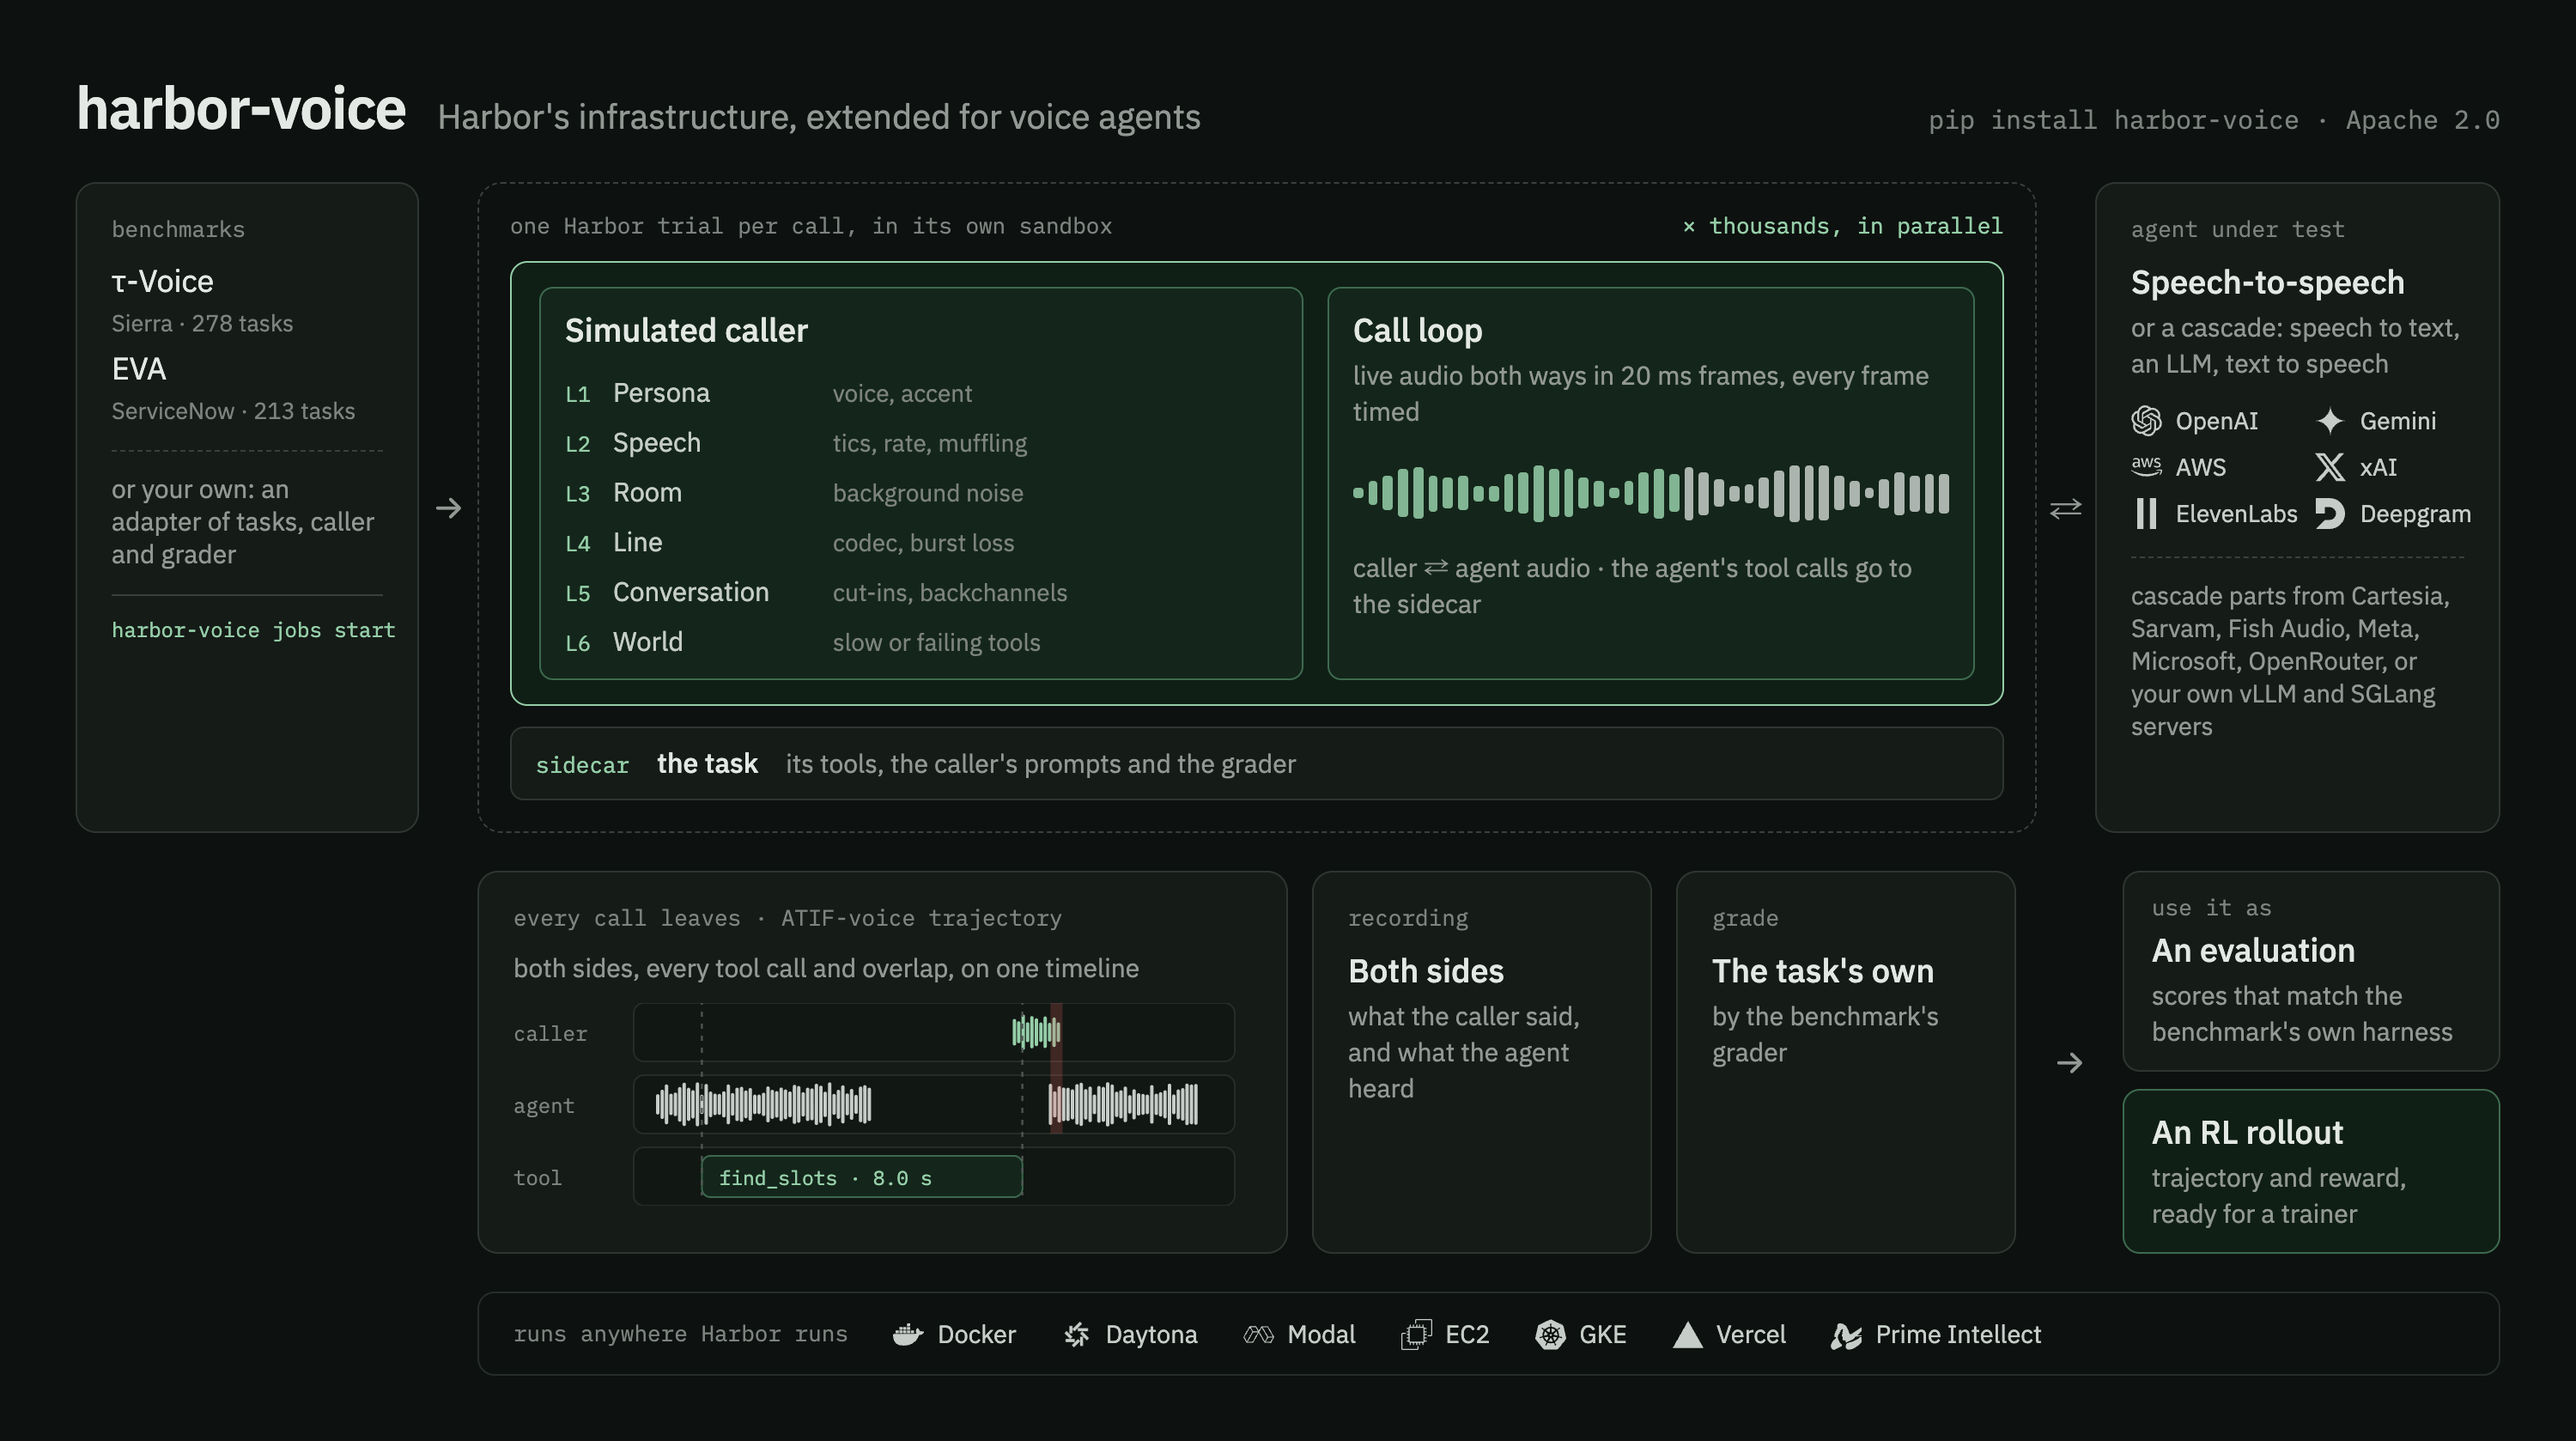 harbor-voice Harbor's infrastructure, extended for voice agents
pip install harbor-voice · Apache 2.0
benchmarks
τ-Voice
Sierra · 278 tasks
EVA
ServiceNow · 213 tasks
or your own: an
adapter of tasks, caller
and grader
harbor-voice jobs start
→
one Harbor trial per call, in its own sandbox
× thousands, in parallel
Simulated caller
L1 Persona voice, accent
L2 Speech tics, rate, muffling
L3 Room background noise
L4 Line codec, burst loss
L5 Conversation cut-ins, backchannels
L6 World slow or failing tools
Call loop
live audio both ways in 20 ms frames, every frame
timed
caller ⇄ agent audio · the agent's tool calls go to
the sidecar
sidecar the task its tools, the caller's prompts and the grader
⇄
agent under test
Speech-to-speech
or a cascade: speech to text,
an LLM, text to speech
OpenAI Gemini
aws AWS xAI
ElevenLabs Deepgram
cascade parts from Cartesia,
Sarvam, Fish Audio, Meta,
Microsoft, OpenRouter, or
your own vLLM and SGLang
servers
every call leaves · ATIF-voice trajectory
both sides, every tool call and overlap, on one timeline
caller
agent
tool find_slots · 8.0 s
recording
Both sides
what the caller said,
and what the agent
heard
grade
The task's own
by the benchmark's
grader
→
use it as
An evaluation
scores that match the
benchmark's own harness
An RL rollout
trajectory and reward,
ready for a trainer
runs anywhere Harbor runs Docker Daytona Modal EC2 GKE Vercel Prime Intellect